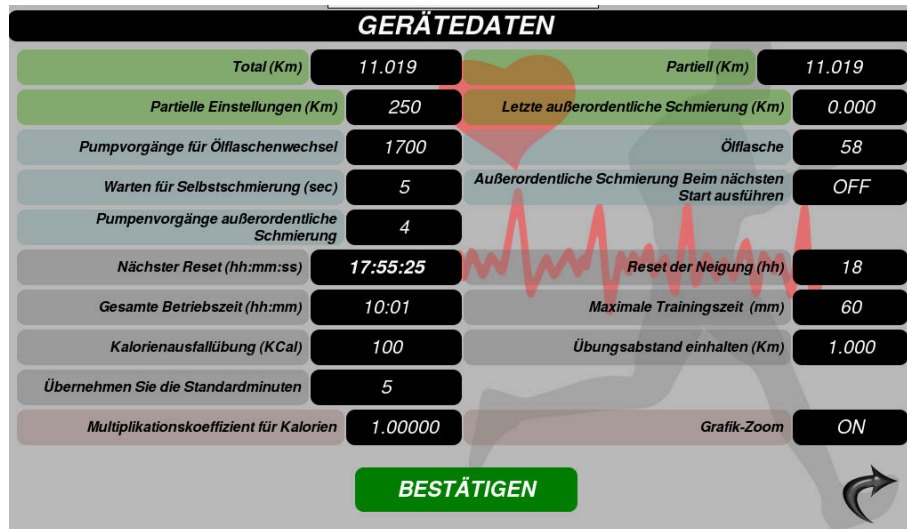 GERÄTEDATEN
Total (Km) 11.019 Partiell (Km) 11.019
Partielle Einstellungen (Km) 250 Letzte außerordentliche Schmierung (Km) 0.000
Pumpvorgänge für Ölflaschenwechsel 1700 Ölflasche 58
Warten für Selbstschmierung (sec) 5 Außerordentliche Schmierung Beim nächsten
Start ausführen OFF
Pumpenvorgänge außerordentliche
Schmierung 4
Nächster Reset (hh:mm:ss) 17:55:25 Reset der Neigung (hh) 18
Gesamte Betriebszeit (hh:mm) 10:01 Maximale Trainingszeit (mm) 60
Kalorienausfallübung (KCal) 100 Übungsabstand einhalten (Km) 1.000
Übernehmen Sie die Standardminuten 5
Multiplikationskoeffizient für Kalorien 1.00000 Grafik-Zoom ON
BESTÄTIGEN